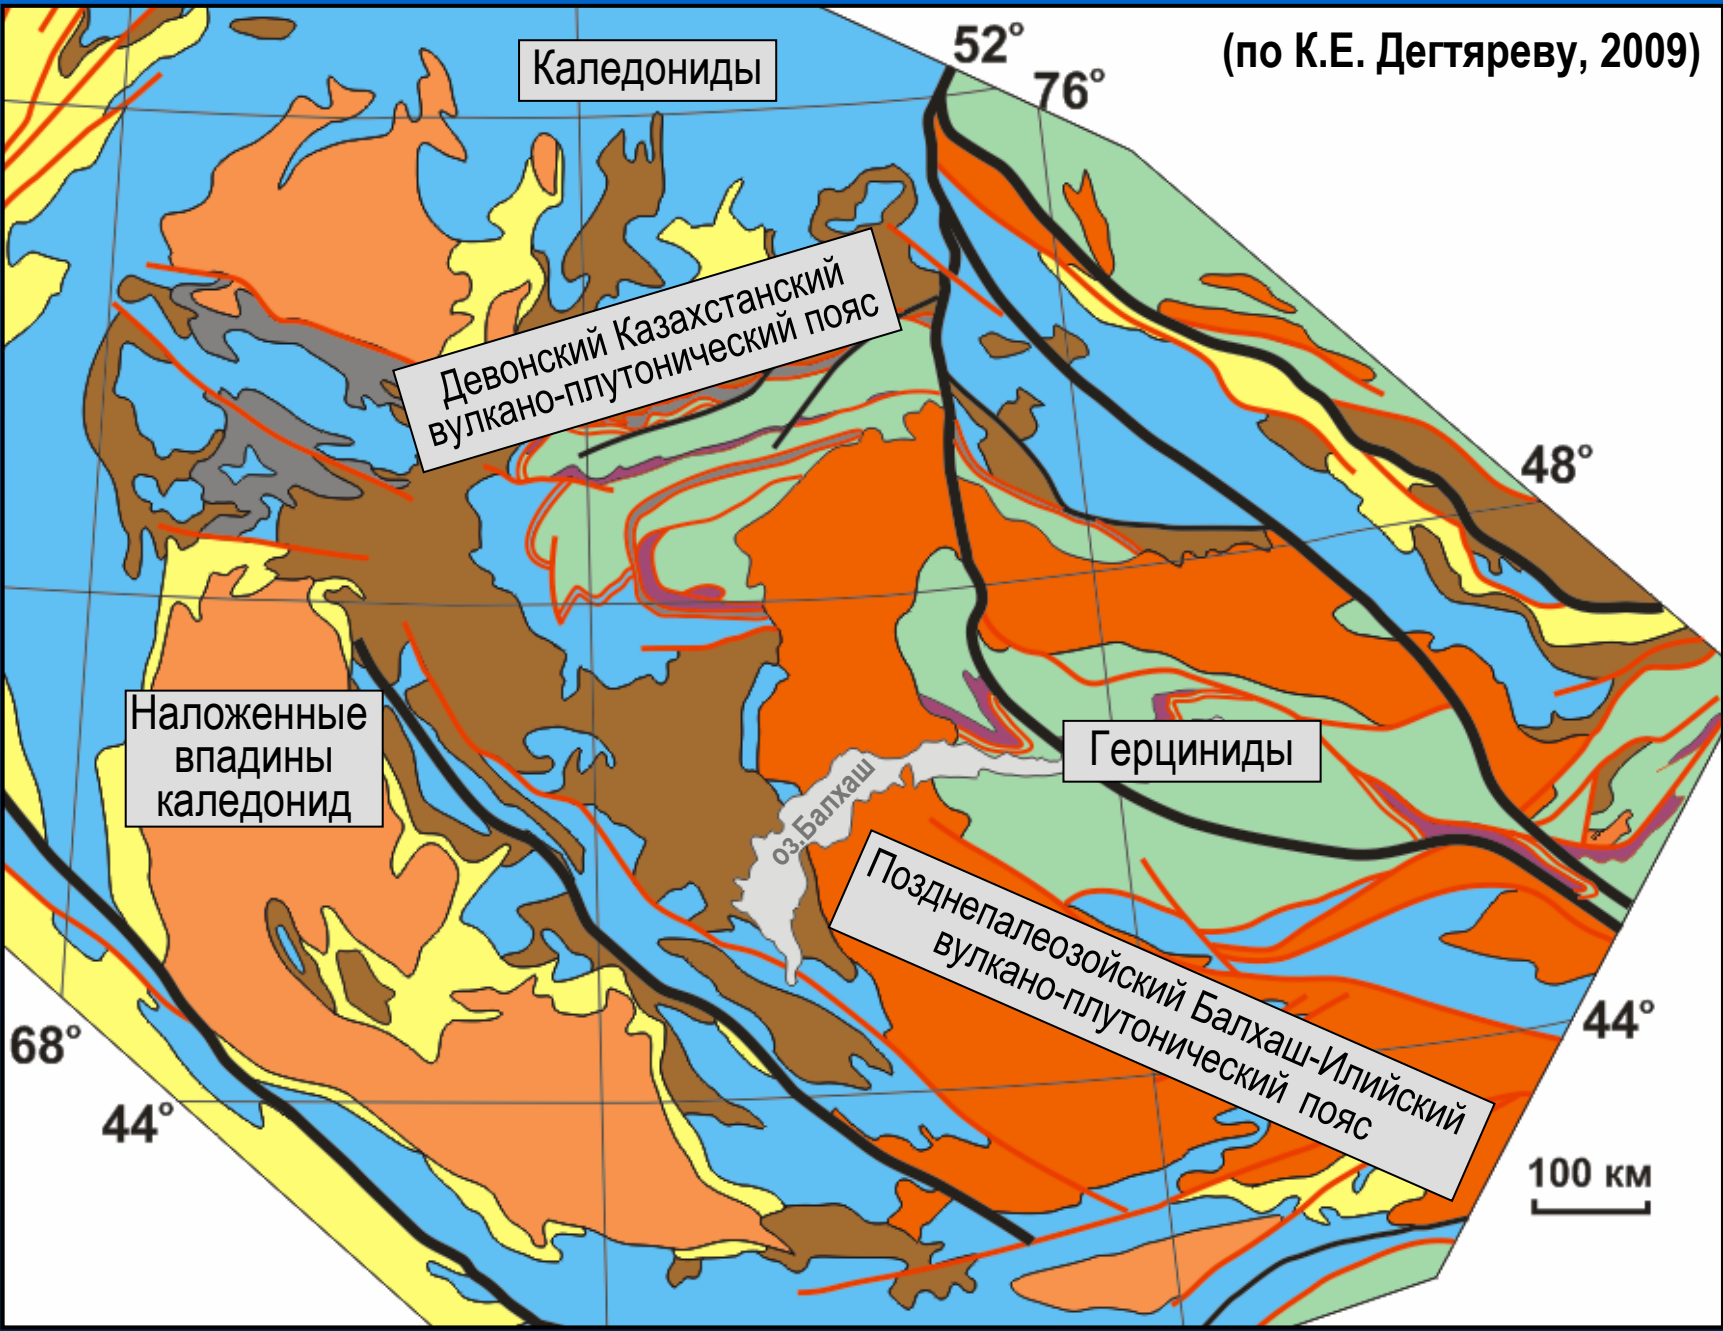 52°
(по К.Е. Дегтяреву, 2009)
Каледониды
76°
Девонский Казахстанский
вулкано-плутонический пояс
48°
Наложенные
впадины
каледонид
Герциниды
оз.Балхаш
Позднепалеозойский Балхаш-Илийский
вулкано-плутонический пояс
44°
68°
44°
100 км